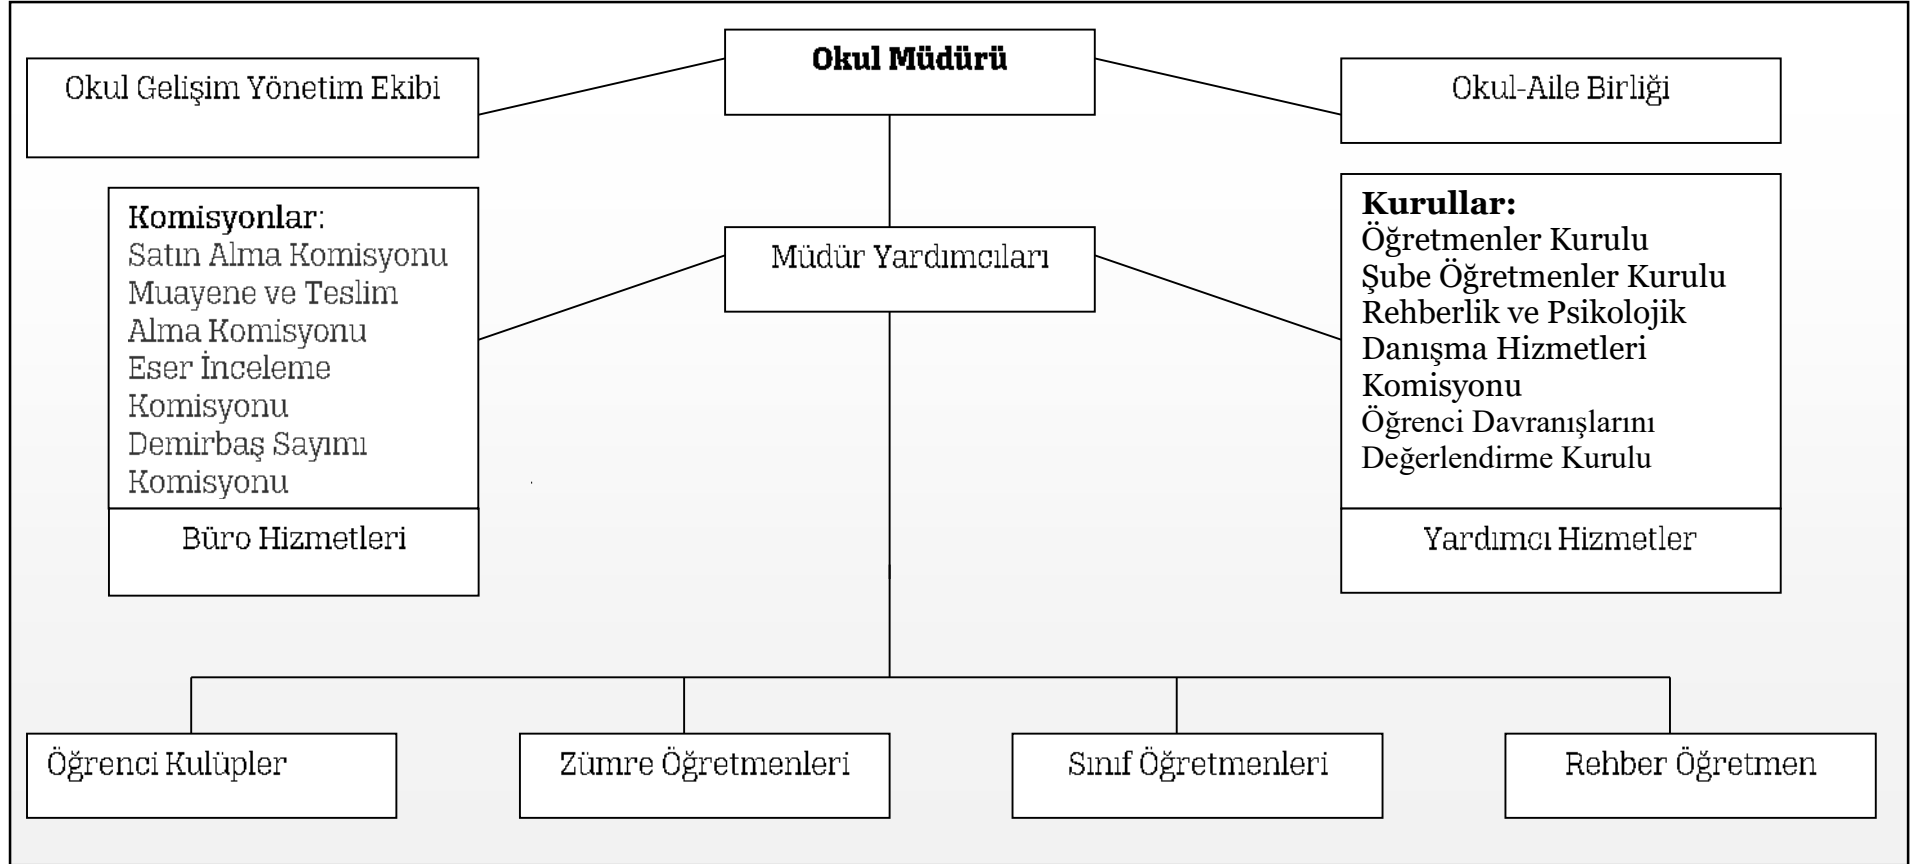 Okul Müdürü
Okul Gelişim Yönetim Ekibi
Okul-Aile Birliği
Komisyonlar:
Satın Alma Komisyonu
Muayene ve Teslim
Alma Komisyonu
Eser İnceleme
Komisyonu
Demirbaş Sayımı
Komisyonu
Büro Hizmetleri
Müdür Yardımcıları
Kurullar:
Öğretmenler Kurulu
Şube Öğretmenler Kurulu
Rehberlik ve Psikolojik
Danışma Hizmetleri
Komisyonu
Öğrenci Davranışlarını
Değerlendirme Kurulu
Yardımcı Hizmetler
Öğrenci Kulüpler
Zümre Öğretmenleri
Sınıf Öğretmenleri
Rehber Öğretmen